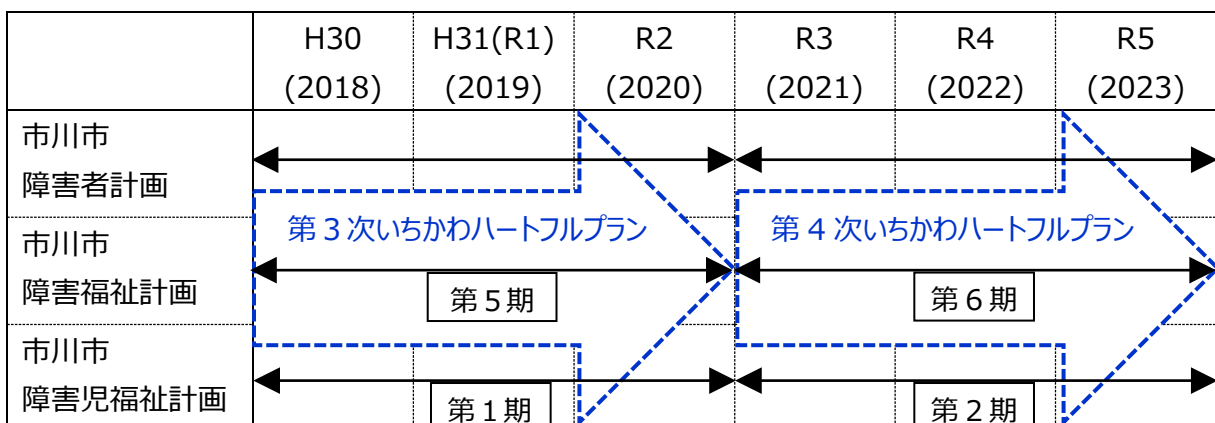 H30
(2018)
H31(R1)
(2019)
R2
(2020)
R3
(2021)
R4
(2022)
R5
(2023)
市川市
障害者計画
第３次いちかわハートフルプラン
第４次いちかわハートフルプラン
市川市
障害福祉計画
第５期
第６期
市川市
障害児福祉計画
第１期
第２期